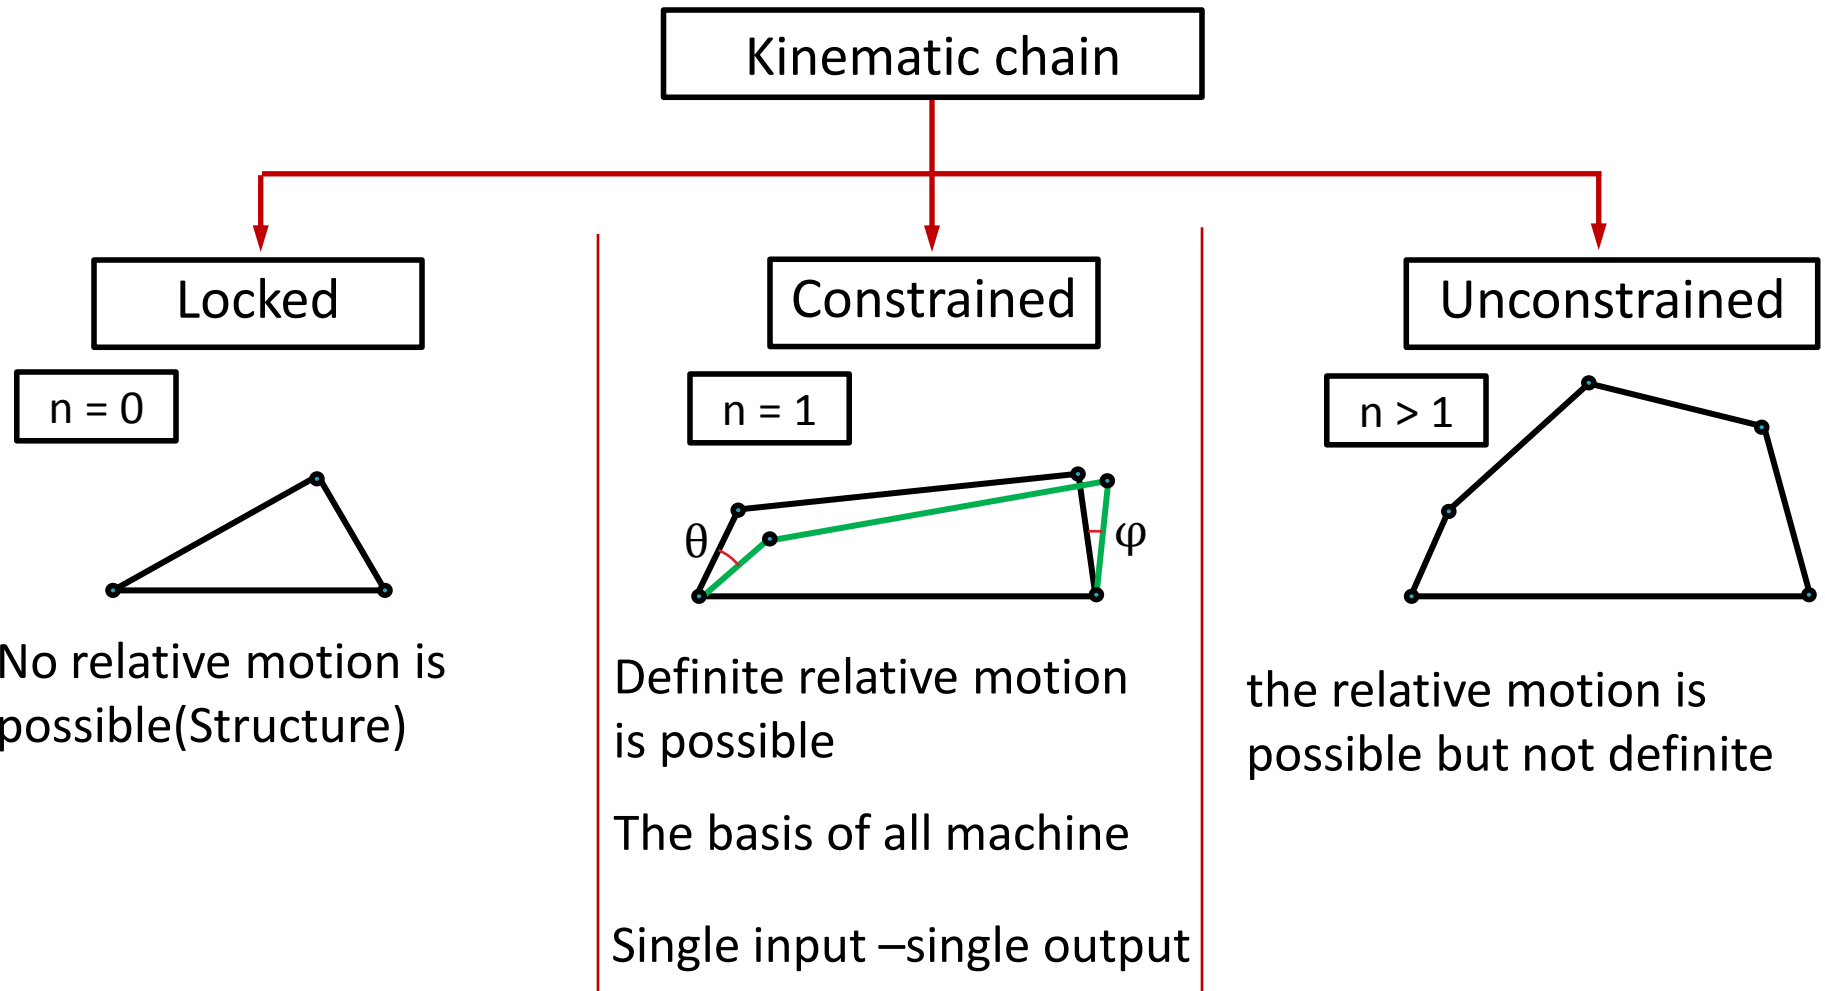 Kinematic chain
Locked
Constrained
Unconstrained
n = 0
n = 1
n > 1
θ
φ
No relative motion is
possible(Structure)
Definite relative motion
is possible
The basis of all machine
Single input –single output
the relative motion is
possible but not definite